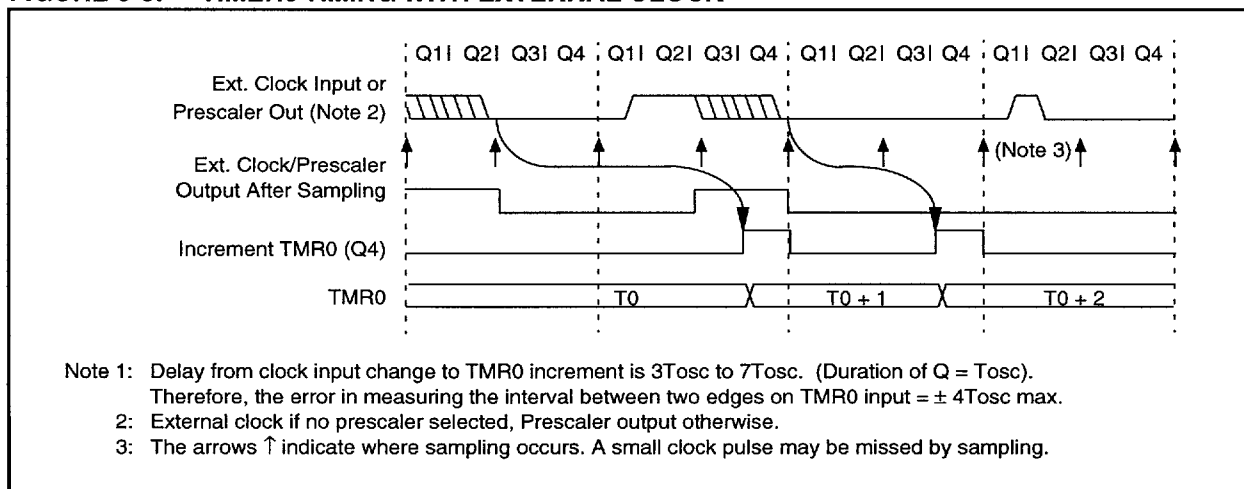 Q1| Q2| Q3| Q4 Q1| Q2| Q3| Q4 Q1| Q2| Q3| Q4 Q1| Q2| Q3| Q4
Ext. Clock Input or
Prescaler Out (Note 2)
(Note 3)
Ext. Clock/Prescaler
Output After Sampling
Increment TMR0 (Q4)
TMR0
T0
T0 + 1
T0 + 2
Note 1: Delay from clock input change to TMR0 increment is 3Tosc to 7Tosc. (Duration of Q = Tosc).
Therefore, the error in measuring the interval between two edges on TMR0 input = ± 4Tosc max.
2: External clock if no prescaler selected, Prescaler output otherwise.
3: The arrows ↑ indicate where sampling occurs. A small clock pulse may be missed by sampling.